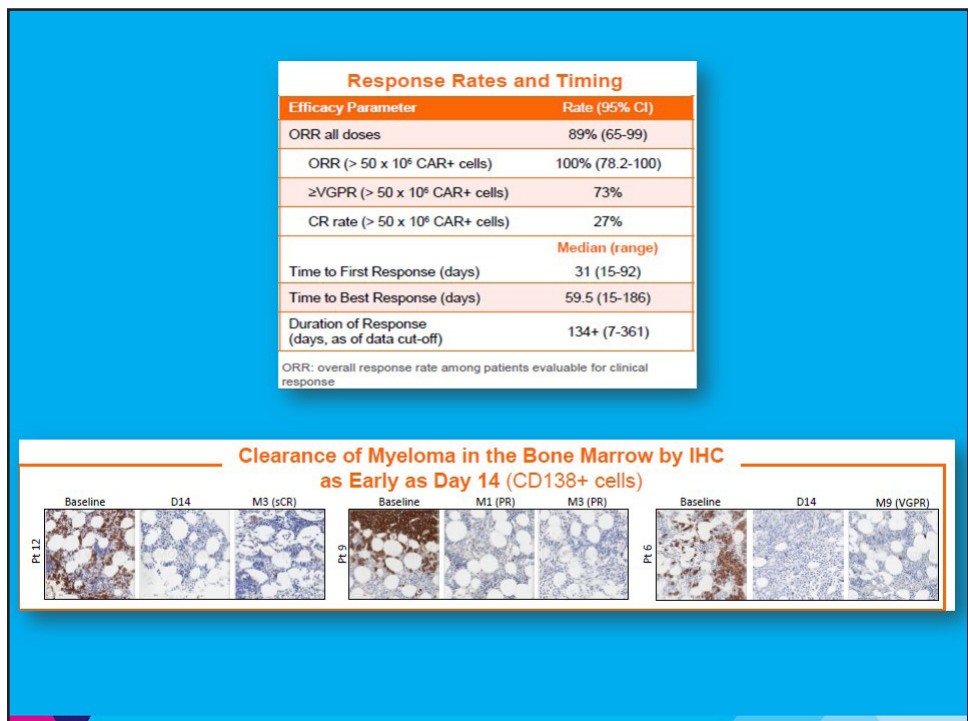 Response Rates and Timing
Efficacy Parameter Rate (95% CI)
ORR all doses 89% (65-99)
ORR (> 50 x 10⁶ CAR+ cells) 100% (78.2-100)
≥VGPR (> 50 x 10⁶ CAR+ cells) 73%
CR rate (> 50 x 10⁶ CAR+ cells) 27%
Median (range)
Time to First Response (days) 31 (15-92)
Time to Best Response (days) 59.5 (15-186)
Duration of Response
(days, as of data cut-off) 134+ (7-361)
ORR: overall response rate among patients evaluable for clinical
response
Clearance of Myeloma in the Bone Marrow by IHC
as Early as Day 14 (CD138+ cells)
Baseline D14 M3 (sCR) Baseline M1 (PR) M3 (PR) Baseline D14 M9 (VGPR)
Pt 12 Pt 9 Pt 6